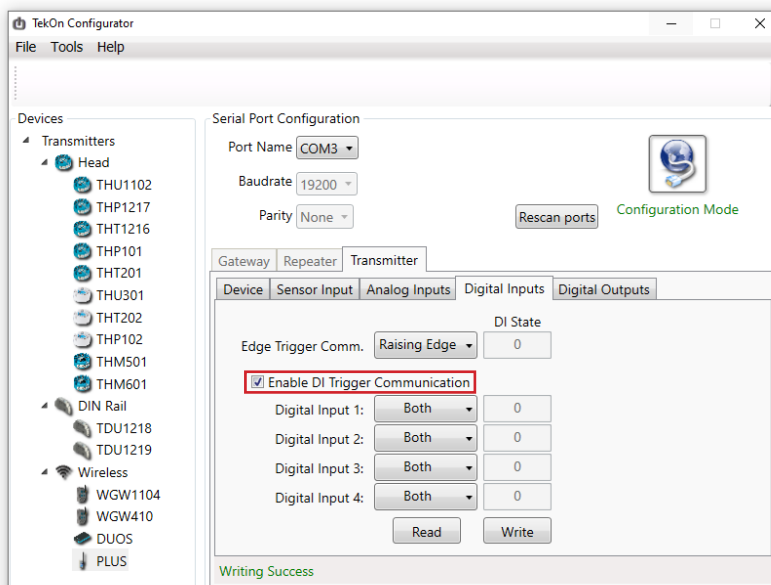 TekOn Configurator
File Tools Help
Devices
Transmitters
Head
THU1102
THP1217
THT1216
THP101
THT201
THU301
THT202
THP102
THM501
THM601
DIN Rail
TDU1218
TDU1219
Wireless
WGW1104
WGW410
DUOS
PLUS
Serial Port Configuration
Port Name COM3
Baudrate 19200
Parity None
Rescan ports
Configuration Mode
Gateway Repeater Transmitter
Device Sensor Input Analog Inputs Digital Inputs Digital Outputs
DI State
Edge Trigger Comm. Raising Edge 0
Enable DI Trigger Communication
Digital Input 1: Both 0
Digital Input 2: Both 0
Digital Input 3: Both 0
Digital Input 4: Both 0
Read Write
Writing Success